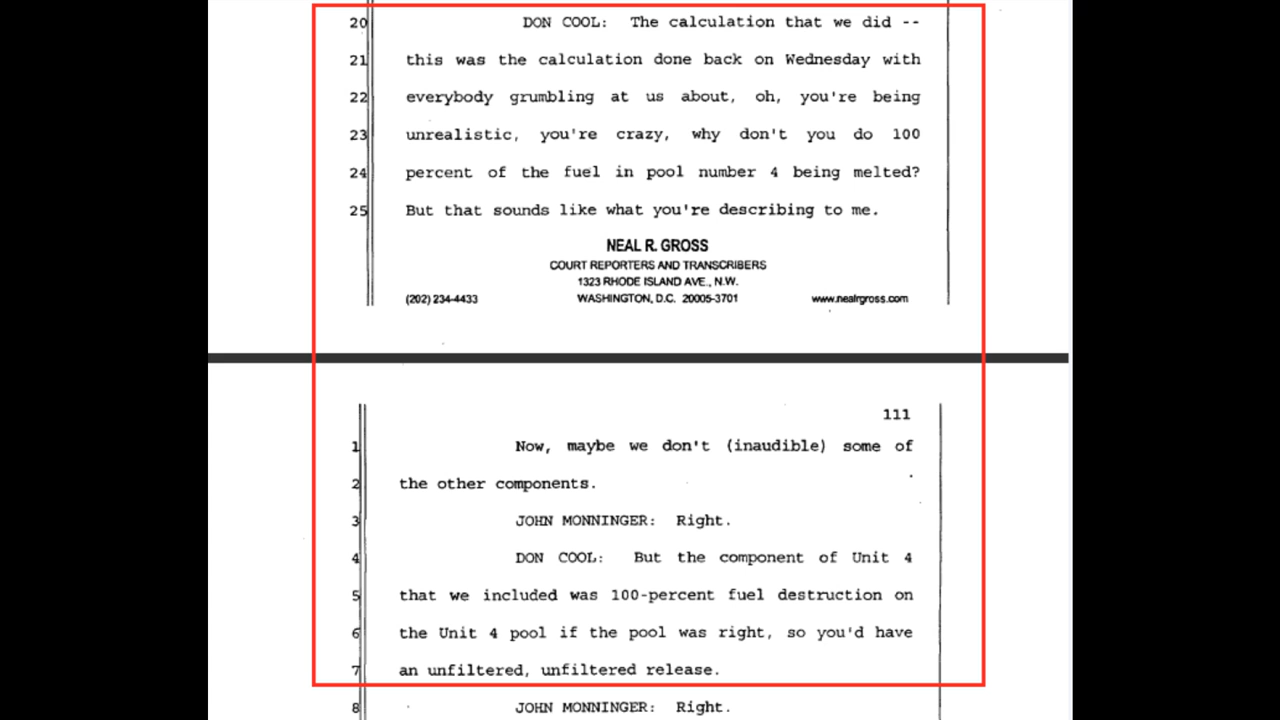 20 DON COOL: The calculation that we did --
21 this was the calculation done back on Wednesday with
22 everybody grumbling at us about, oh, you're being
23 unrealistic, you're crazy, why don't you do 100
24 percent of the fuel in pool number 4 being melted?
25 But that sounds like what you're describing to me.
NEAL R. GROSS
COURT REPORTERS AND TRANSCRIBERS
1323 RHODE ISLAND AVE., N.W.
(202) 234-4433 WASHINGTON, D.C. 20005-3701 www.nealrgross.com
111
1 Now, maybe we don't (inaudible) some of
2 the other components.
3 JOHN MONNINGER: Right.
4 DON COOL: But the component of Unit 4
5 that we included was 100-percent fuel destruction on
6 the Unit 4 pool if the pool was right, so you'd have
7 an unfiltered, unfiltered release.
8 JOHN MONNINGER: Right.